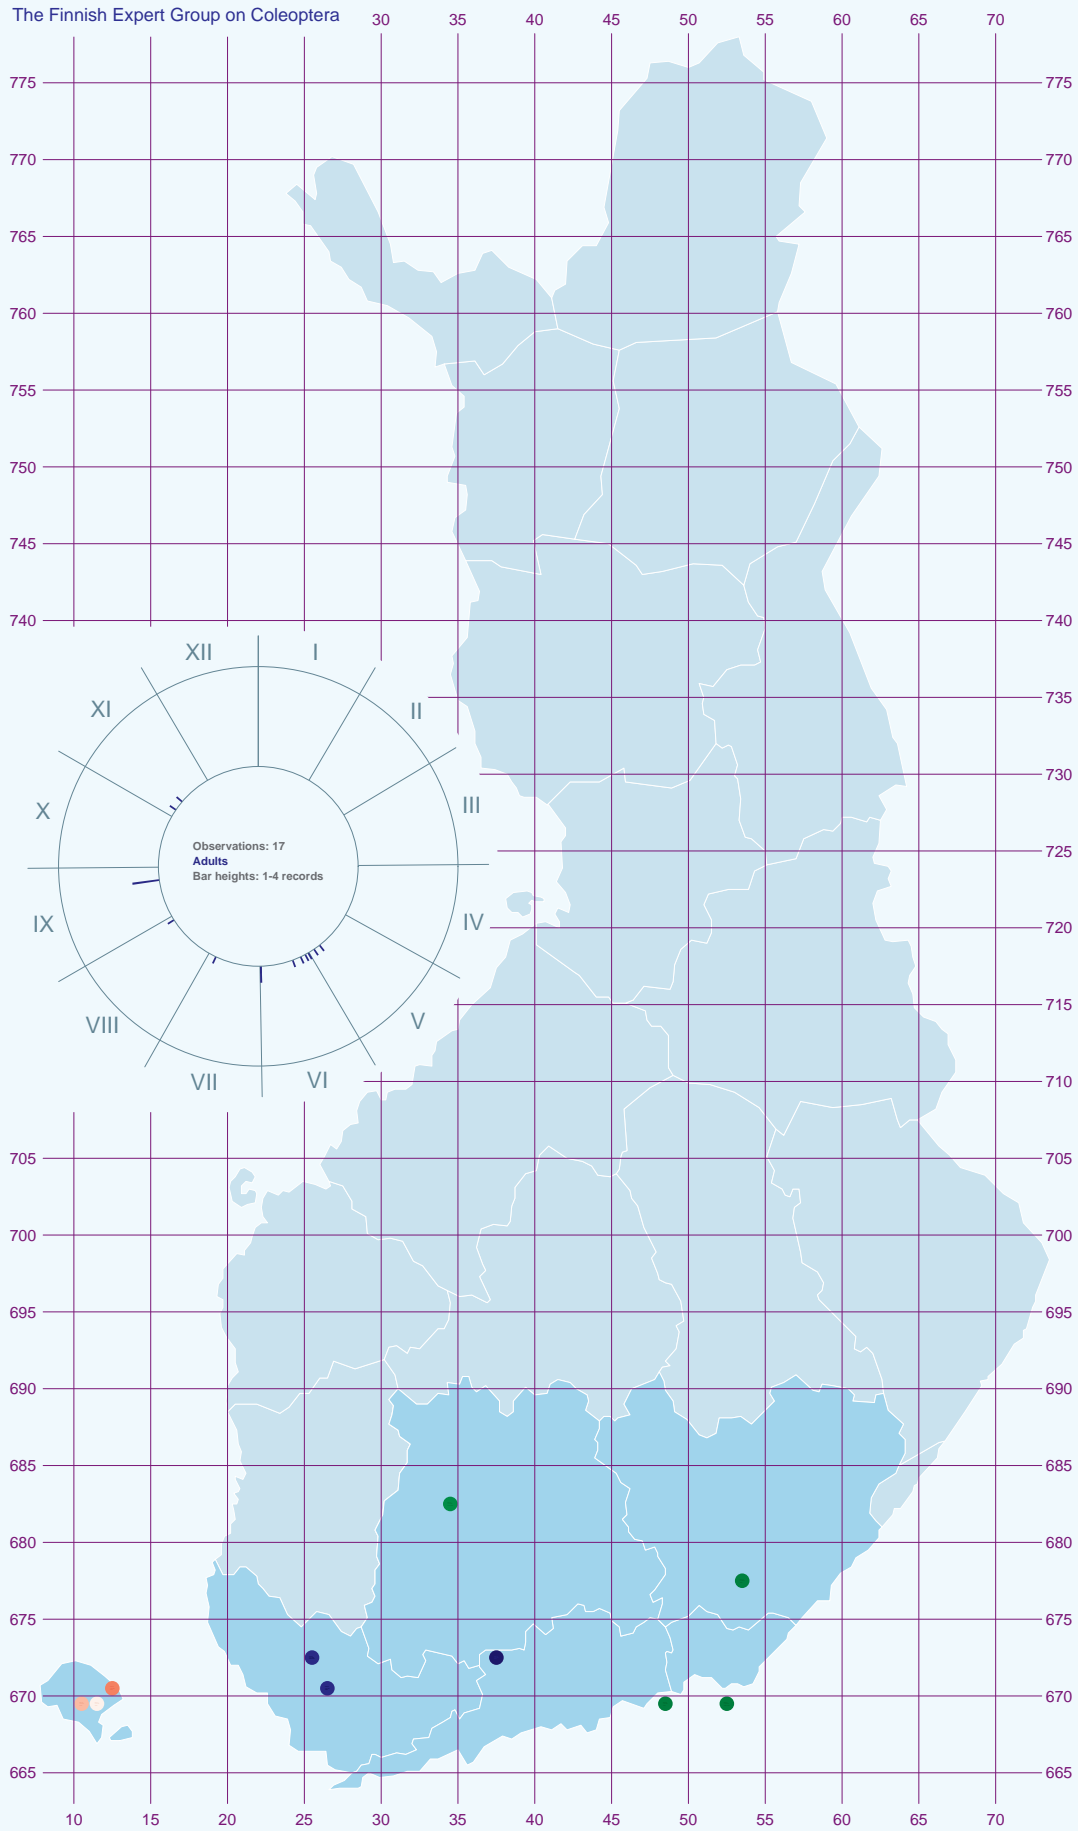 The Finnish Expert Group on Coleoptera
30 35 40 45 50 55 60 65 70
775 775
770 770
765 765
760 760
755 755
750 750
745 745
740 740
XII I
XI II
735
730
X III
725
Observations: 17
Adults
Bar heights: 1-4 records
IX IV
720
715
VIII V
VII VI
710
705 705
700 700
695 695
690 690
685 685
680 680
675 675
670 670
665 665
10 15 20 25 30 35 40 45 50 55 60 65 70